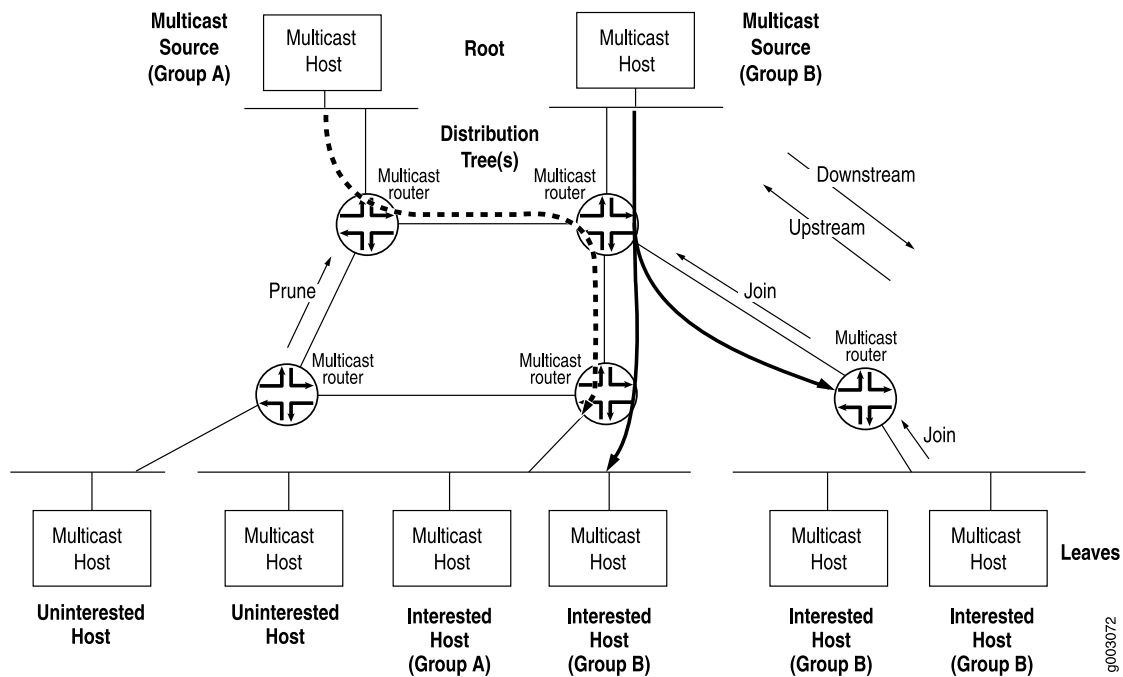 Multicast
Source
(Group A)
Multicast
Host
Root
Multicast
Host
Multicast
Source
(Group B)
Distribution
Tree(s)
Multicast
router
Multicast
router
Downstream
Upstream
Prune
Join
Multicast
router
Multicast
router
Multicast
router
Join
Multicast
Host
Multicast
Host
Multicast
Host
Multicast
Host
Multicast
Host
Multicast
Host
Leaves
Uninterested
Host
Uninterested
Host
Interested
Host
(Group A)
Interested
Host
(Group B)
Interested
Host
(Group B)
Interested
Host
(Group B)
g003072